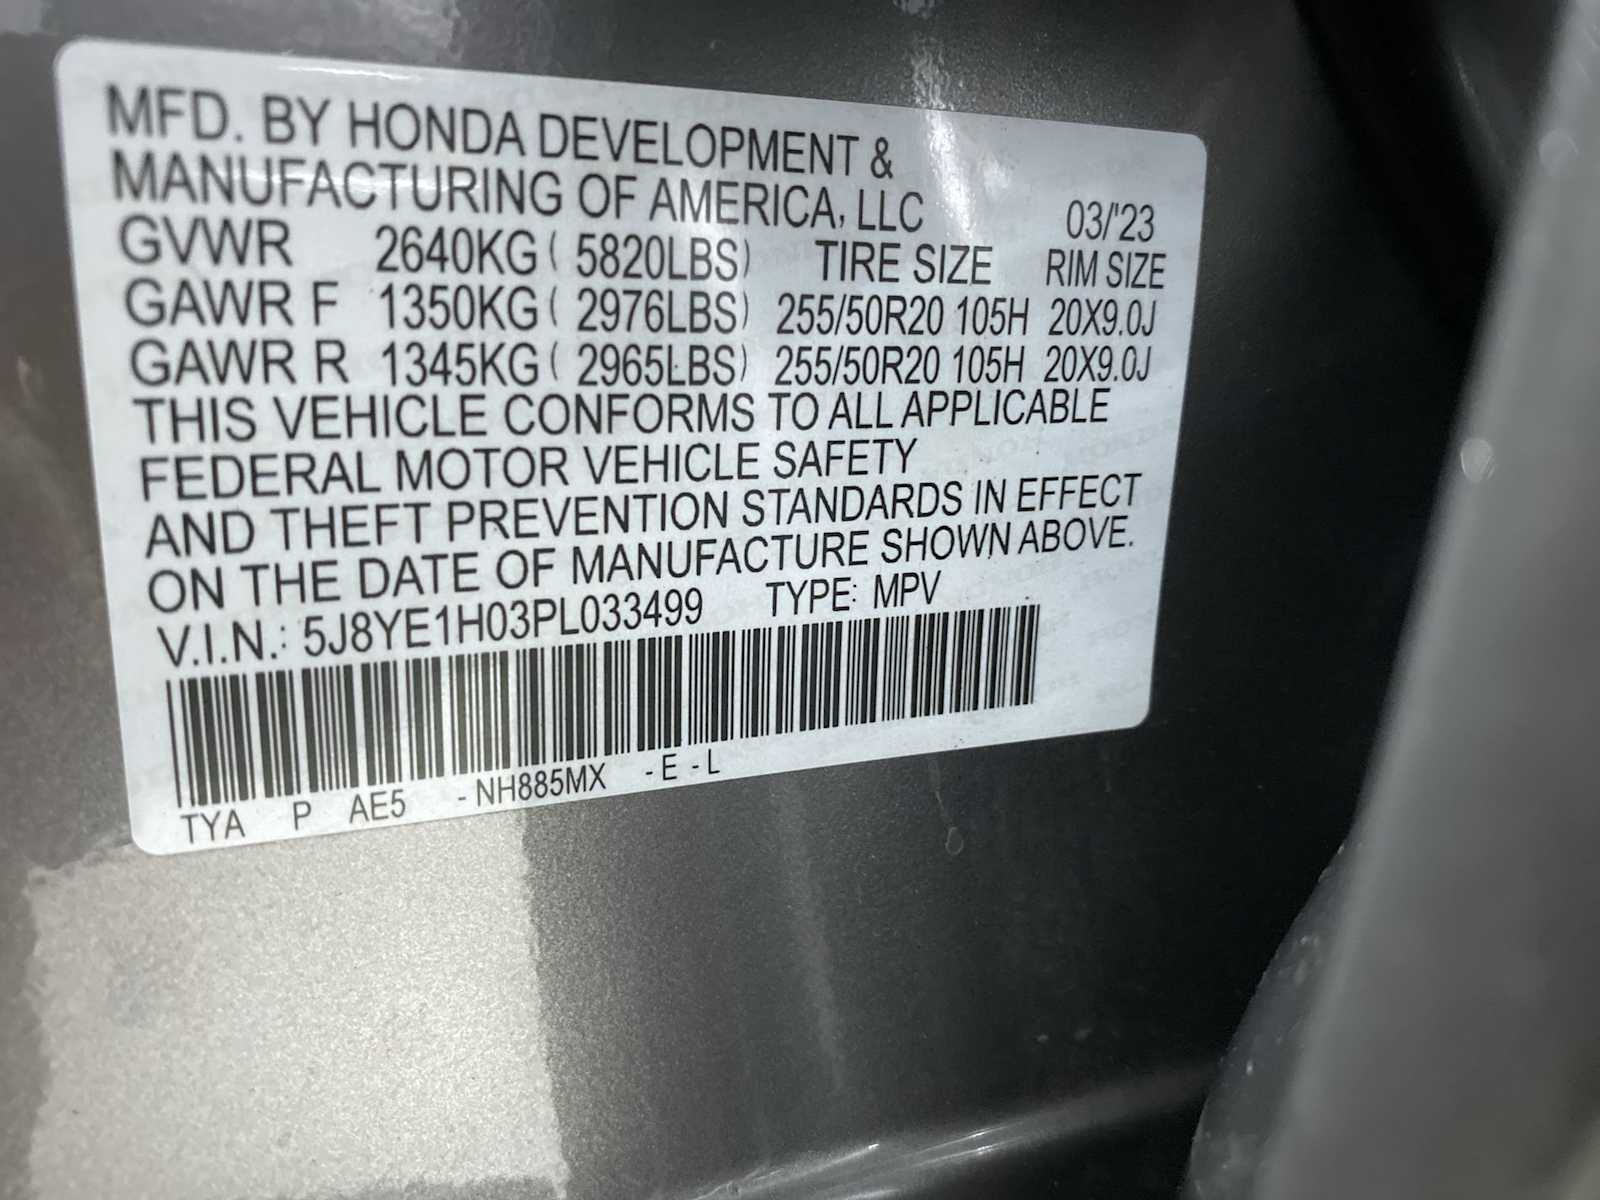 MFD. BY HONDA DEVELOPMENT &
MANUFACTURING OF AMERICA, LLC 03/'23
GVWR 2640KG ( 5820LBS) TIRE SIZE RIM SIZE
GAWR F 1350KG ( 2976LBS) 255/50R20 105H 20X9.0J
GAWR R 1345KG ( 2965LBS) 255/50R20 105H 20X9.0J
THIS VEHICLE CONFORMS TO ALL APPLICABLE
FEDERAL MOTOR VEHICLE SAFETY
AND THEFT PREVENTION STANDARDS IN EFFECT
ON THE DATE OF MANUFACTURE SHOWN ABOVE.
V.I.N.: 5J8YE1H03PL033499 TYPE: MPV
TYA P AE5 -NH885MX -E -L